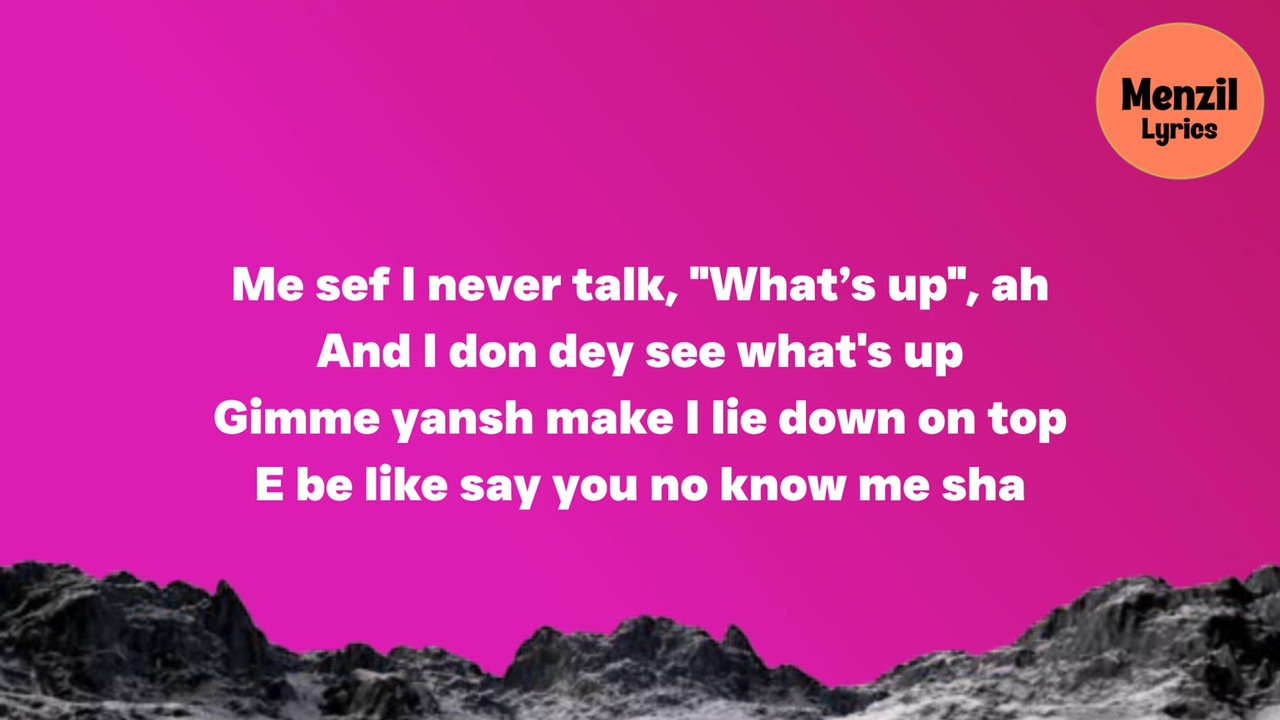 Menzil
Lyrics
Me sef I never talk, "What’s up", ah
And I don dey see what's up
Gimme yansh make I lie down on top
E be like say you no know me sha